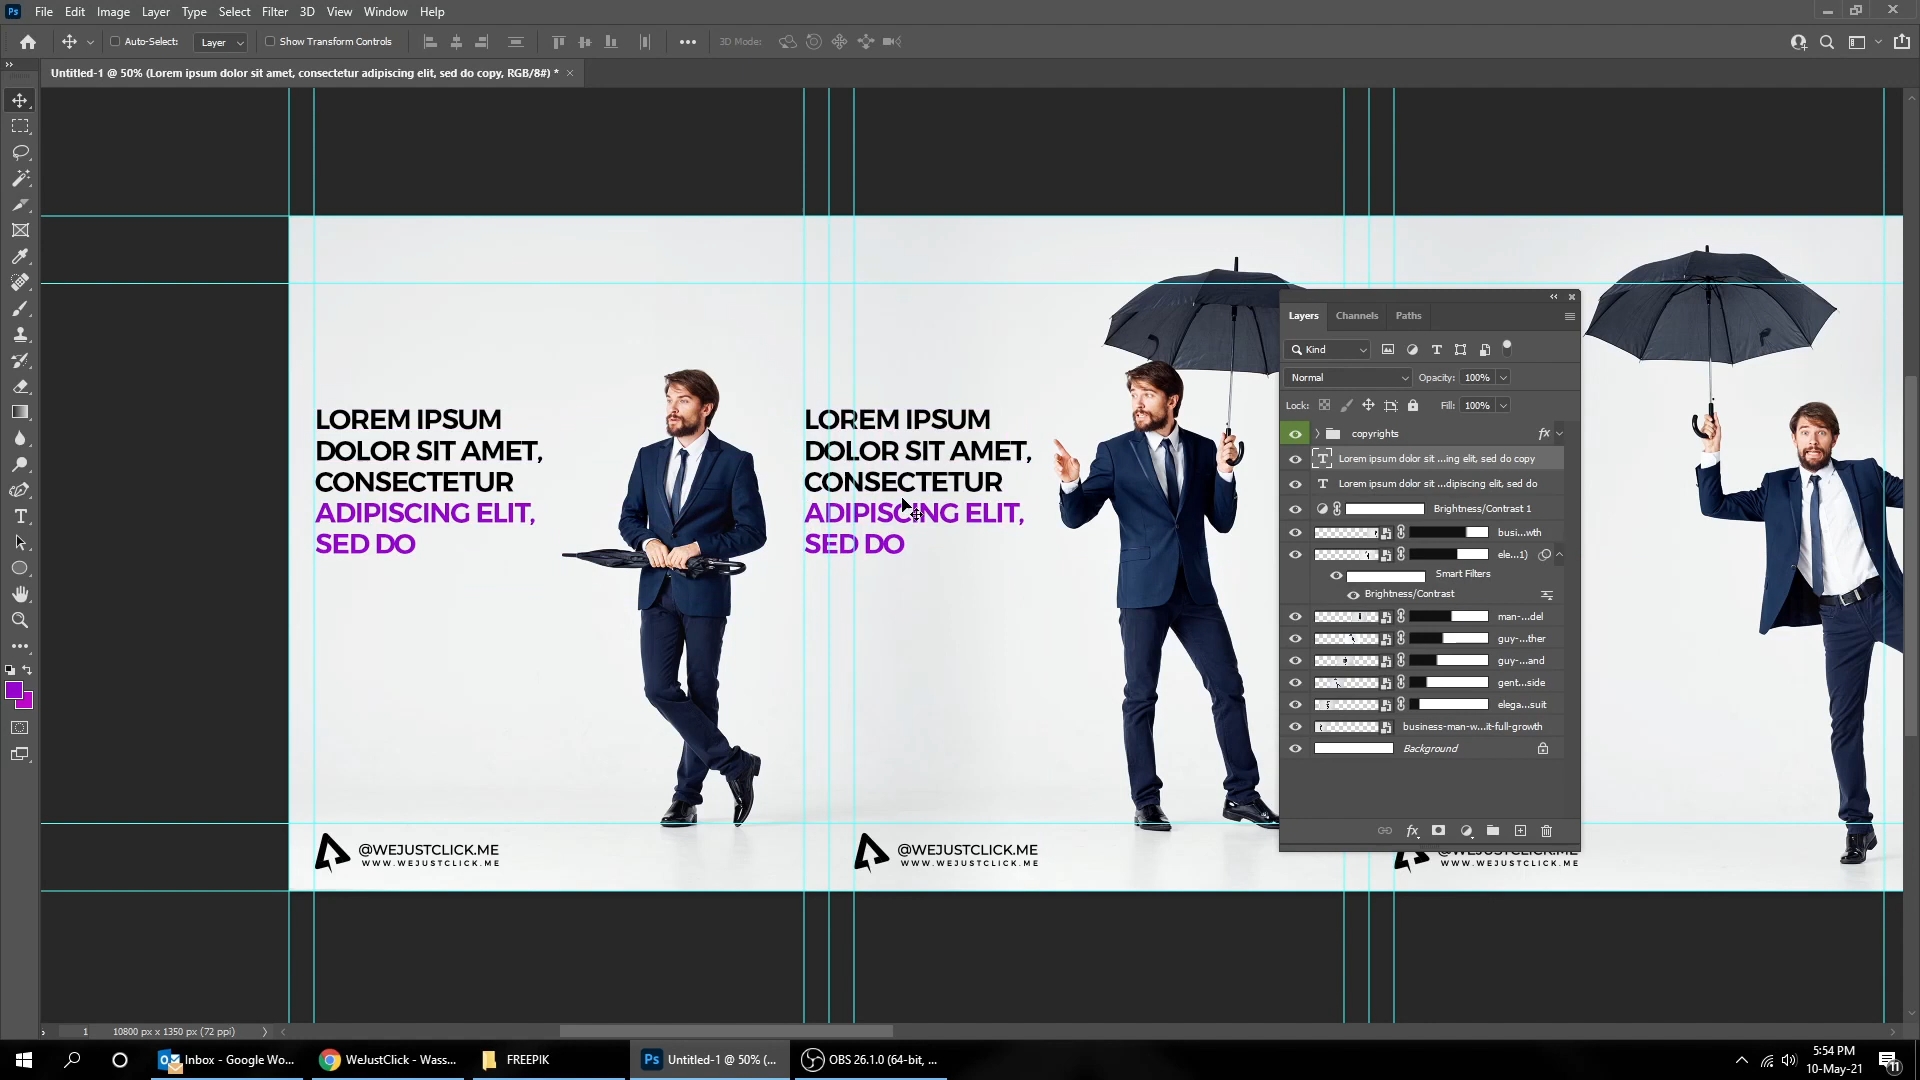 Ps File Edit Image Layer Type Select Filter 3D View Window Help
Auto-Select: Layer Show Transform Controls 3D Mode:
Untitled-1 @ 50% (Lorem ipsum dolor sit amet, consectetur adipiscing elit, sed do copy, RGB/8#) *
LOREM IPSUM
DOLOR SIT AMET,
CONSECTETUR
ADIPISCING ELIT,
SED DO
@WEJUSTCLICK.ME
WWW.WEJUSTCLICK.ME
LOREM IPSUM
DOLOR SIT AMET,
CONSECTETUR
ADIPISCING ELIT,
SED DO
@WEJUSTCLICK.ME
WWW.WEJUSTCLICK.ME
@WEJUSTCLICK.ME
WWW.WEJUSTCLICK.ME
Layers Channels Paths
Kind
Normal Opacity: 100%
Lock: Fill: 100%
copyrights fx
Lorem ipsum dolor sit ...ing elit, sed do copy
Lorem ipsum dolor sit ...dipiscing elit, sed do
Brightness/Contrast 1
busi...wth
ele...1)
Smart Filters
Brightness/Contrast
man-...del
guy-...ther
guy-...and
gent...side
elega...suit
business-man-w...it-full-growth
Background
fx
1 10800 px x 1350 px (72 ppi)
Inbox - Google Wo... WeJustClick - Wass... FREEPIK Ps Untitled-1 @ 50% (... OBS 26.1.0 (64-bit, ...
5:54 PM
10-May-21
11